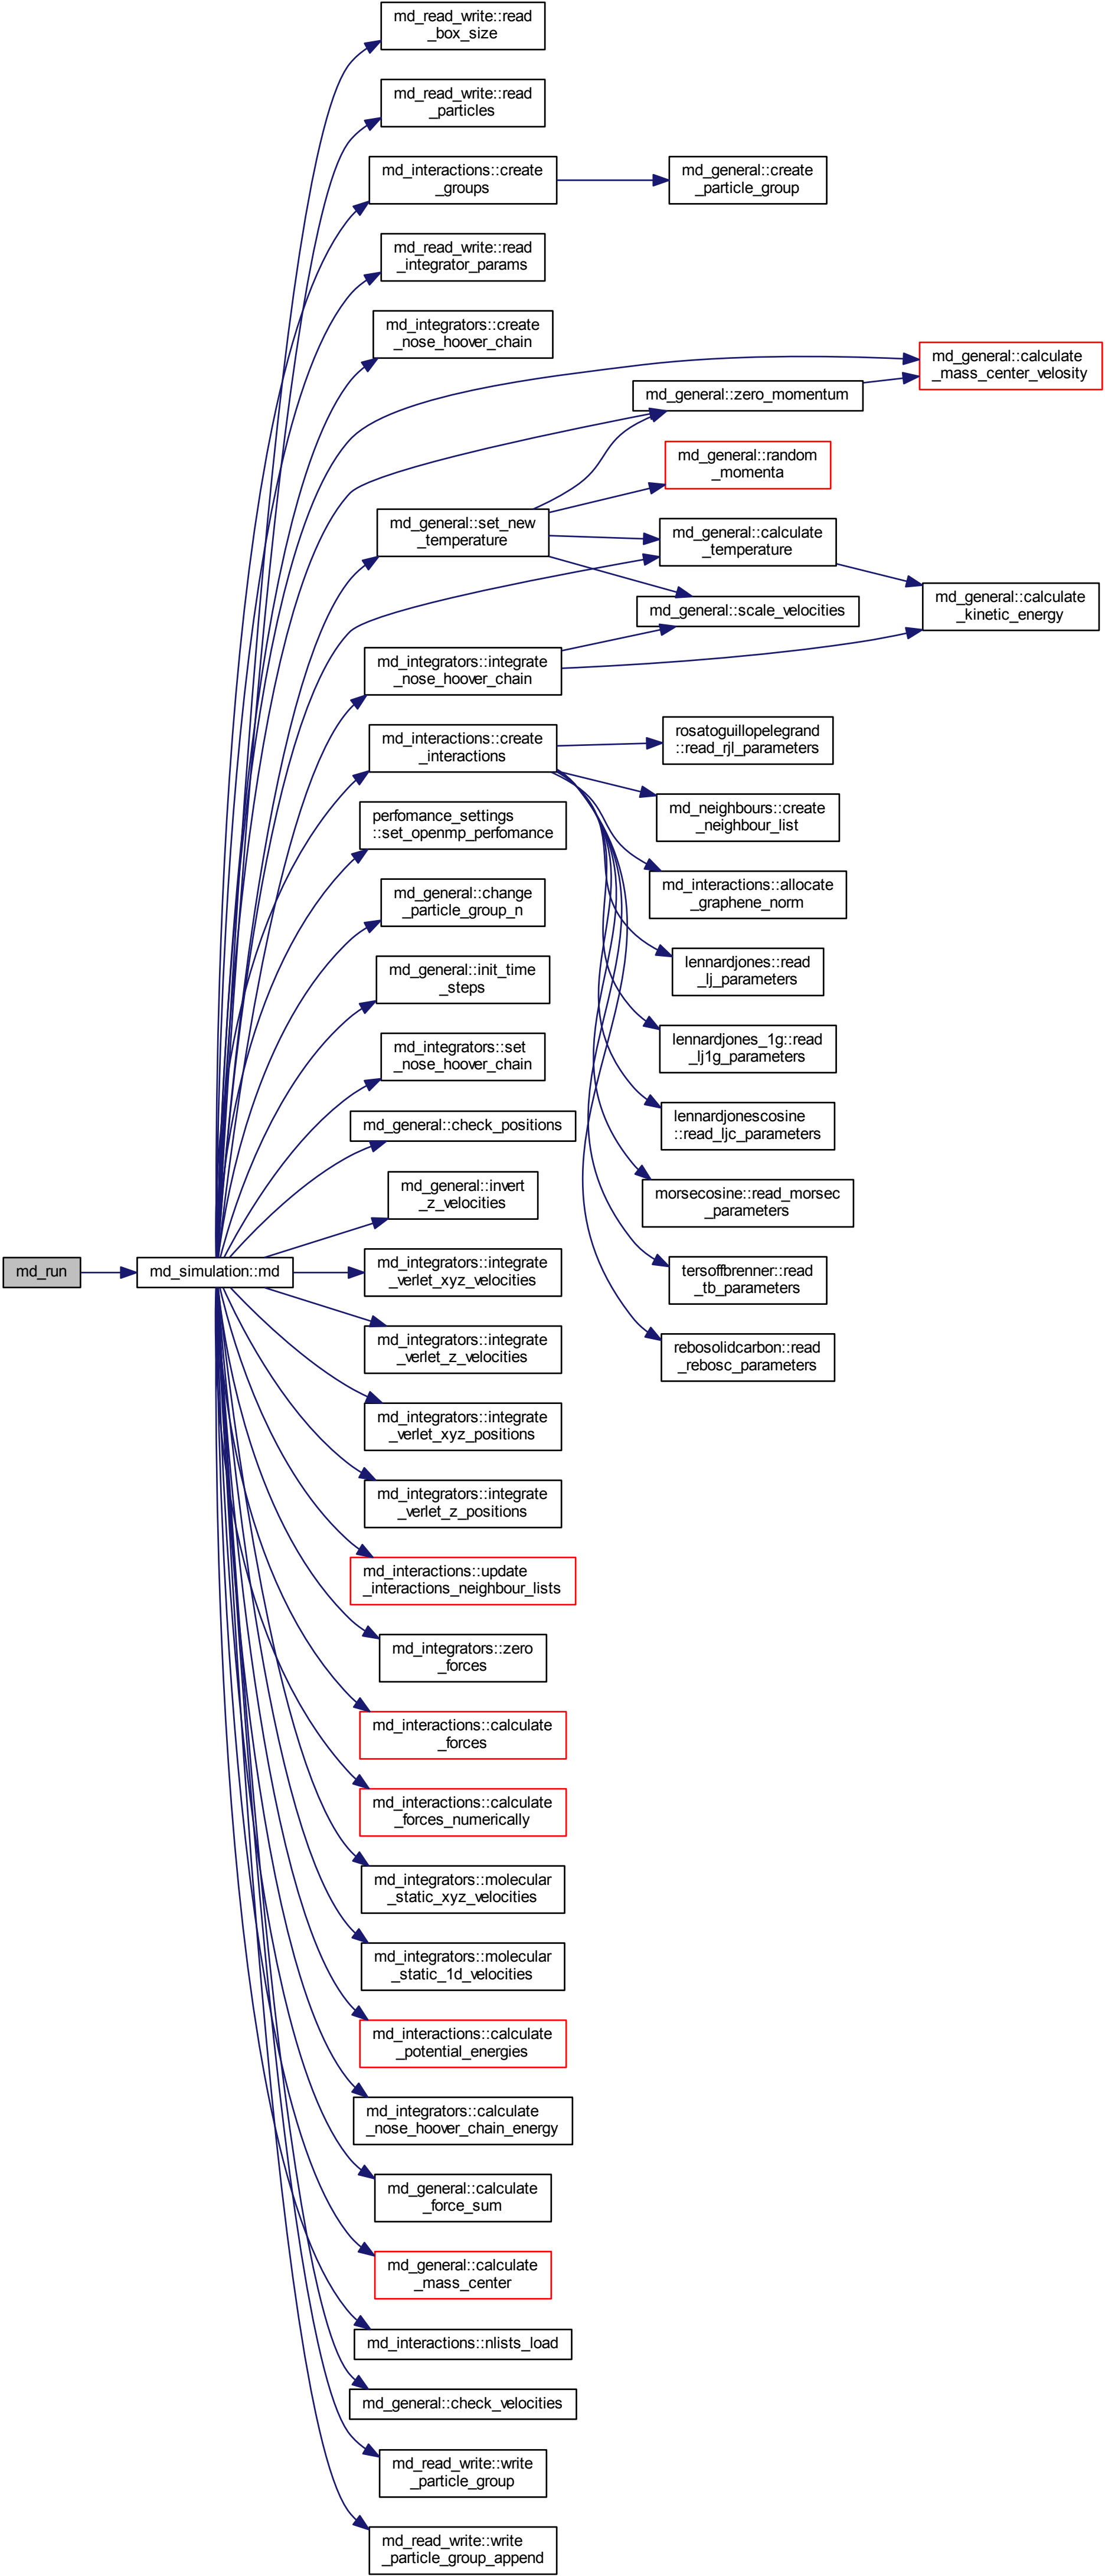 md_read_write::read
_box_size
md_read_write::read
_particles
md_interactions::create
_groups
md_general::create
_particle_group
md_read_write::read
_integrator_params
md_integrators::create
_nose_hoover_chain
md_general::calculate
_mass_center_velosity
md_general::zero_momentum
md_general::random
_momenta
md_general::set_new
_temperature
md_general::calculate
_temperature
md_general::calculate
_kinetic_energy
md_general::scale_velocities
md_integrators::integrate
_nose_hoover_chain
md_interactions::create
_interactions
rosatoguillopelegrand
::read_rjl_parameters
md_neighbours::create
_neighbour_list
perfomance_settings
::set_openmp_perfomance
md_interactions::allocate
_graphene_norm
md_general::change
_particle_group_n
lennardjones::read
_lj_parameters
md_general::init_time
_steps
lennardjones_1g::read
_lj1g_parameters
md_integrators::set
_nose_hoover_chain
lennardjonescosine
::read_ljc_parameters
md_general::check_positions
morsecosine::read_morsec
_parameters
md_general::invert
_z_velocities
md_run
md_simulation::md
md_integrators::integrate
_verlet_xyz_velocities
tersoffbrenner::read
_tb_parameters
md_integrators::integrate
_verlet_z_velocities
rebosolidcarbon::read
_rebosc_parameters
md_integrators::integrate
_verlet_xyz_positions
md_integrators::integrate
_verlet_z_positions
md_interactions::update
_interactions_neighbour_lists
md_integrators::zero
_forces
md_interactions::calculate
_forces
md_interactions::calculate
_forces_numerically
md_integrators::molecular
_static_xyz_velocities
md_integrators::molecular
_static_1d_velocities
md_interactions::calculate
_potential_energies
md_integrators::calculate
_nose_hoover_chain_energy
md_general::calculate
_force_sum
md_general::calculate
_mass_center
md_interactions::nlists_load
md_general::check_velocities
md_read_write::write
_particle_group
md_read_write::write
_particle_group_append